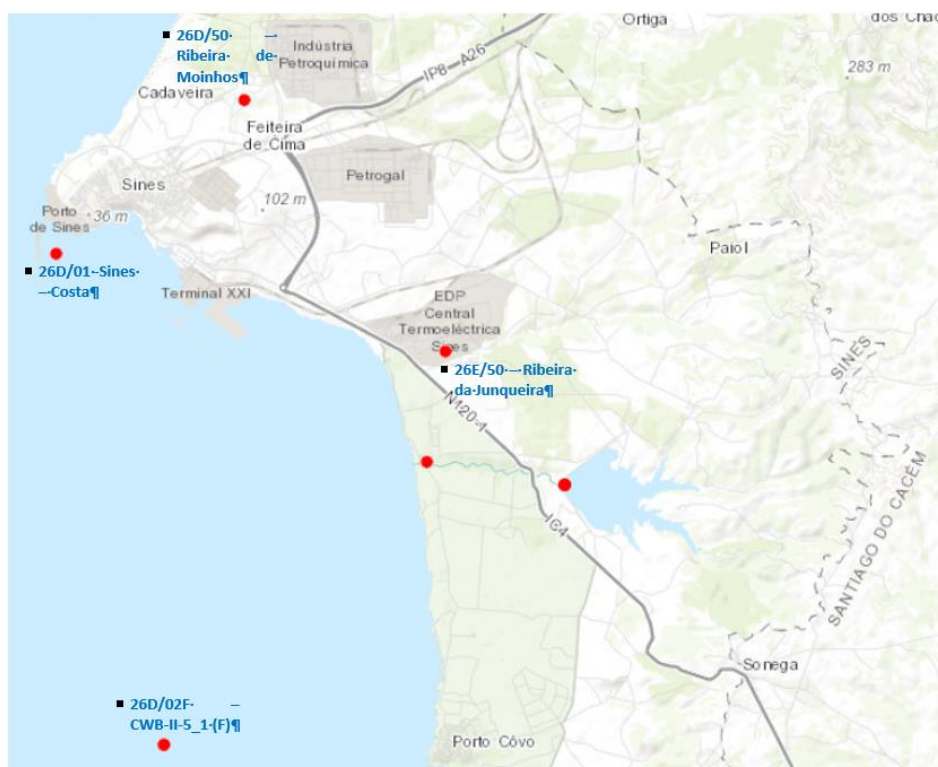 Ortiga
dos Chão
■ 26D/50· —·
Ribeira· de·
Moinhos¶
Indústria
Petroquímica
IP8 - A26
283 m
Cadaveira
Feiteira
de Cima
Sines
Petrogal
102 m
Porto
de Sines
36 m
Paiol
■ 26D/01·-Sines·
—·Costa¶
Terminal XXI
EDP
Central
Termoeléctrica
Sines
SINES
■ 26E/50·—·Ribeira·
da·Junqueira¶
N120-1
IC4
SANTIAGO DO CACÉM
Sonega
■ 26D/02F· –
CWB-II-5_1·(F)¶
Porto Côvo